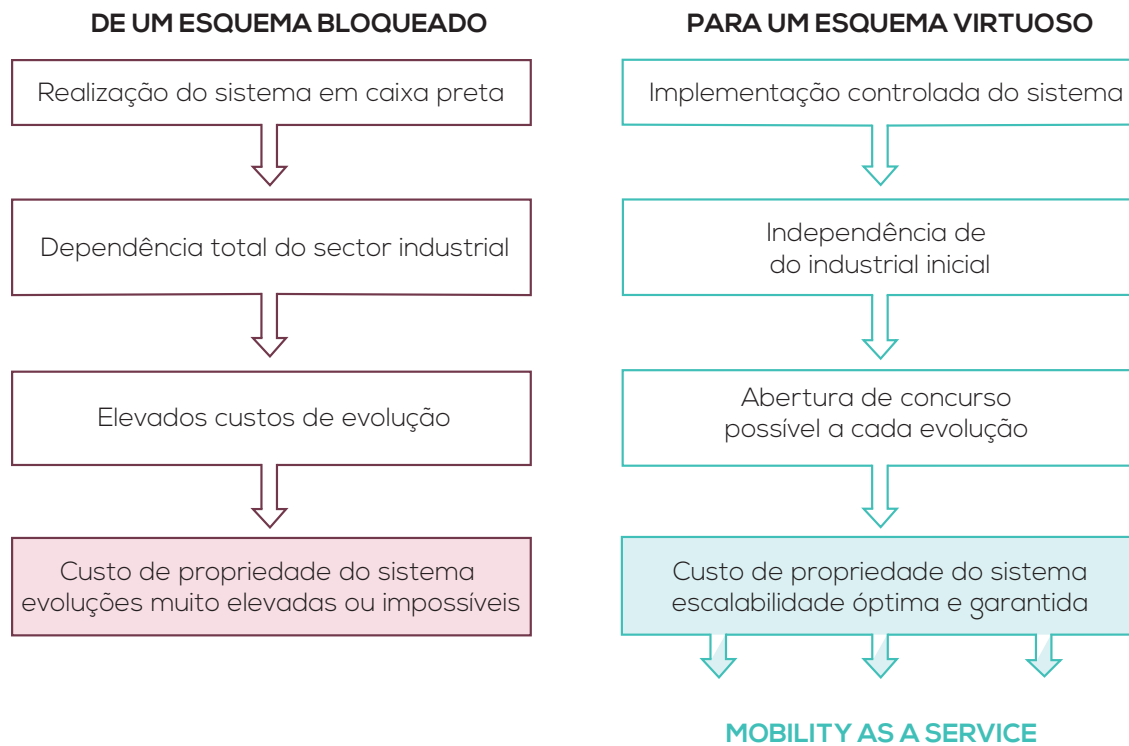 DE UM ESQUEMA BLOQUEADO
Realização do sistema em caixa preta
Dependência total do sector industrial
Elevados custos de evolução
Custo de propriedade do sistema
evoluções muito elevadas ou impossíveis
PARA UM ESQUEMA VIRTUOSO
Implementação controlada do sistema
Independência de
do industrial inicial
Abertura de concurso
possível a cada evolução
Custo de propriedade do sistema
escalabilidade óptima e garantida
MOBILITY AS A SERVICE